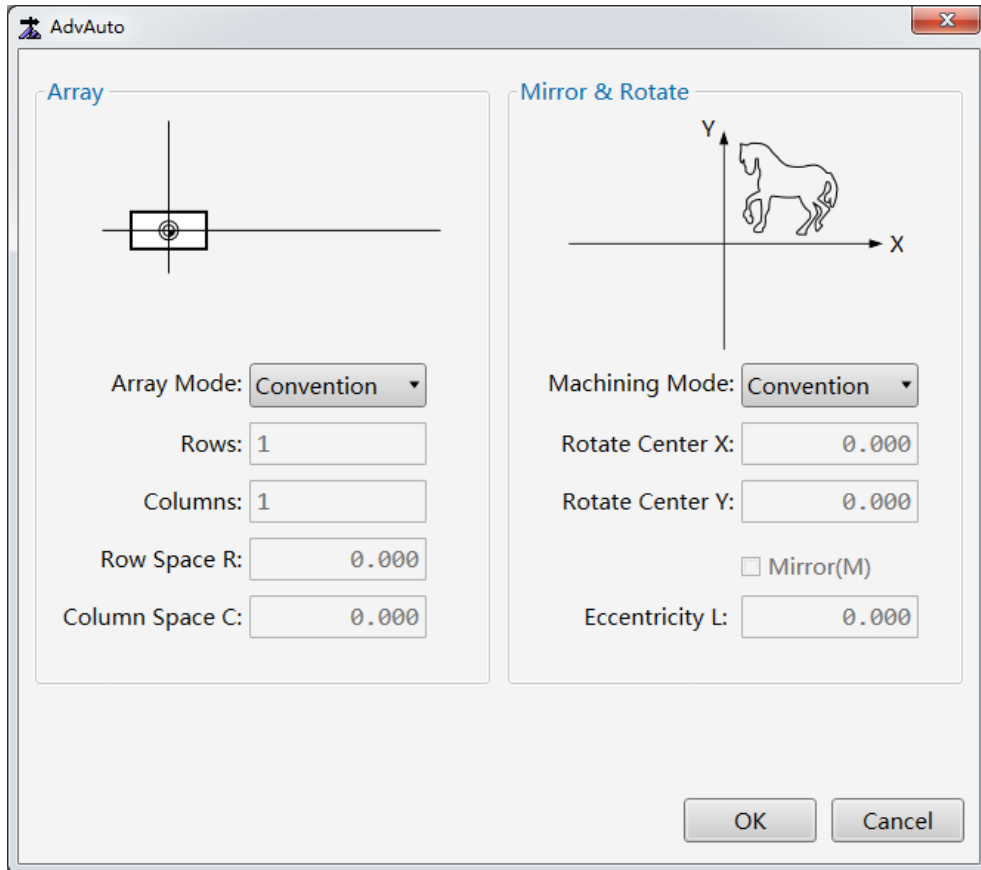 AdvAuto
Array
Array Mode: Convention
Rows: 1
Columns: 1
Row Space R: 0.000
Column Space C: 0.000
Mirror & Rotate
Y
X
Machining Mode: Convention
Rotate Center X: 0.000
Rotate Center Y: 0.000
Mirror(M)
Eccentricity L: 0.000
OK Cancel